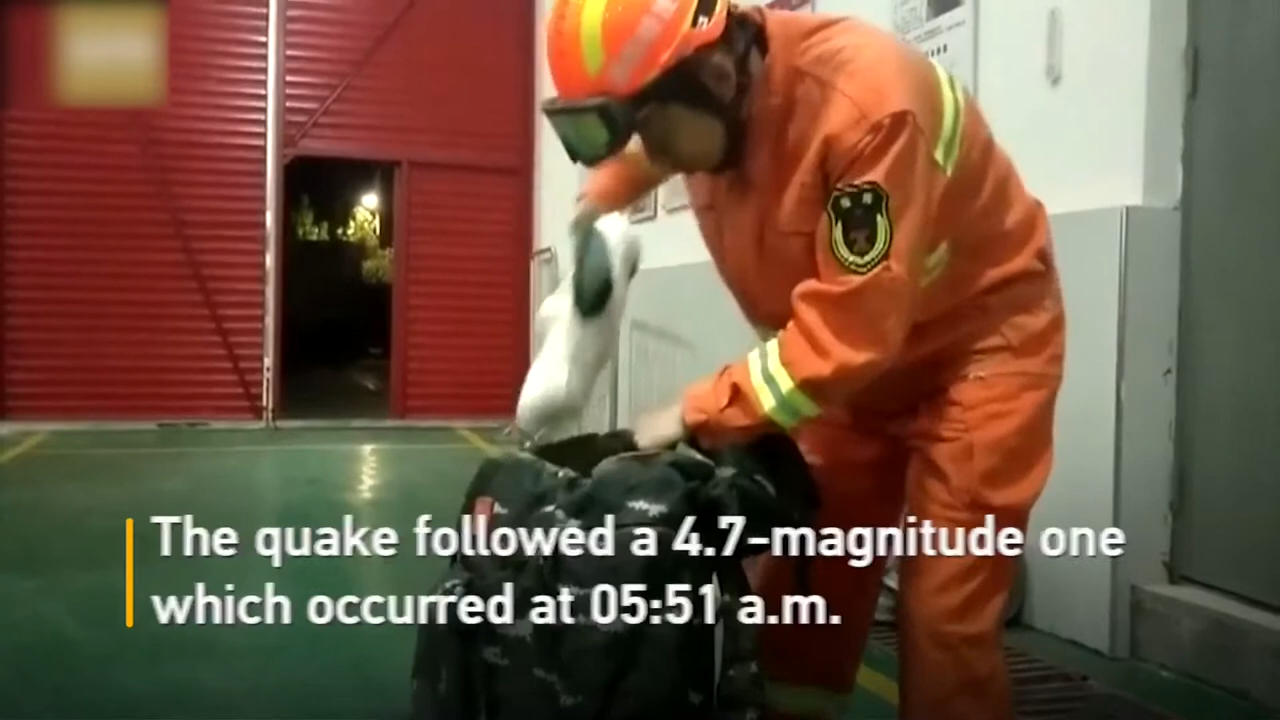 The quake followed a 4.7-magnitude one
which occurred at 05:51 a.m.